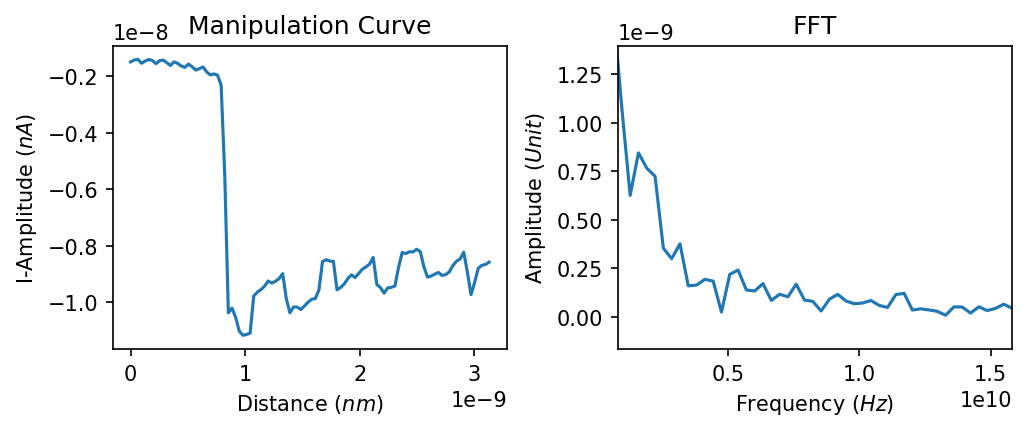 Manipulation Curve
1e−8
−0.2
−0.4
−0.6
−0.8
−1.0
I-Amplitude (nA)
0
1
2
3
1e−9
Distance (nm)
FFT
1e−9
1.25
1.00
0.75
0.50
0.25
0.00
Amplitude (Unit)
0.5
1.0
1.5
1e10
Frequency (Hz)